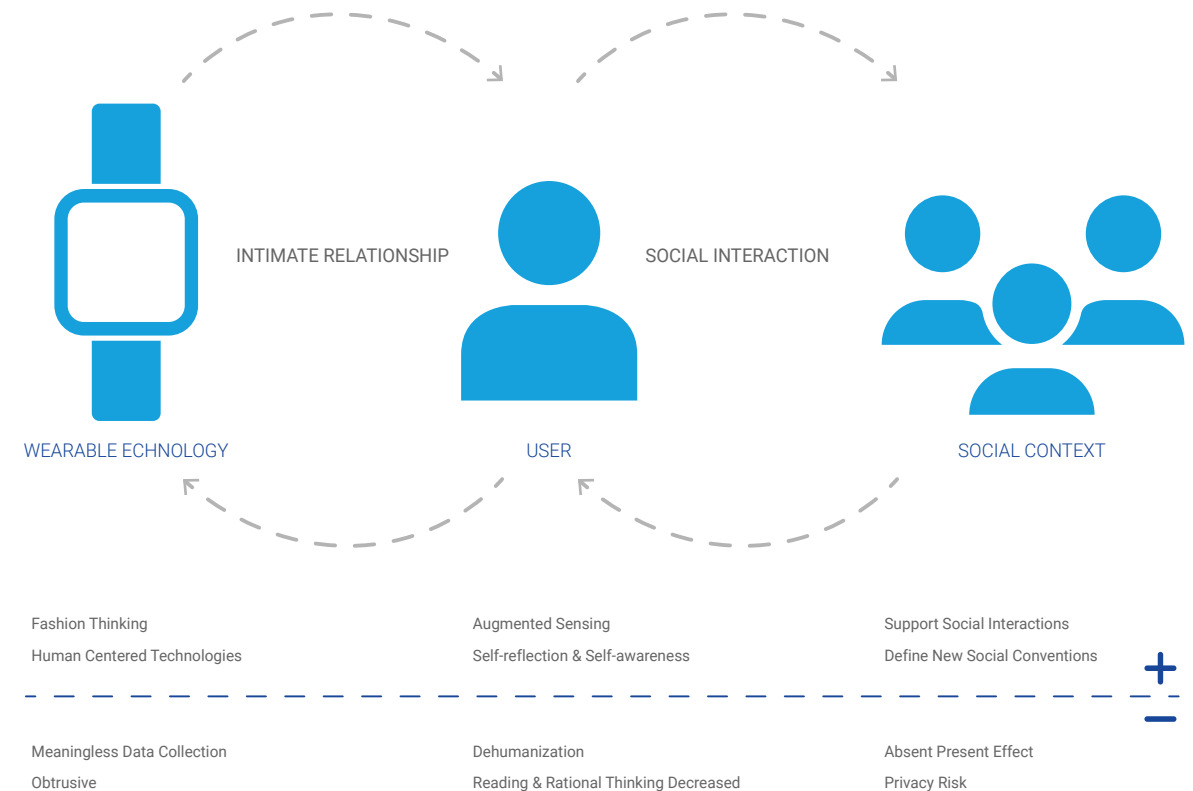 INTIMATE RELATIONSHIP
SOCIAL INTERACTION
WEARABLE ECHNOLOGY
USER
SOCIAL CONTEXT
Fashion Thinking
Human Centered Technologies
Augmented Sensing
Self-reflection & Self-awareness
Support Social Interactions
Define New Social Conventions
+
−
Meaningless Data Collection
Obtrusive
Dehumanization
Reading & Rational Thinking Decreased
Absent Present Effect
Privacy Risk